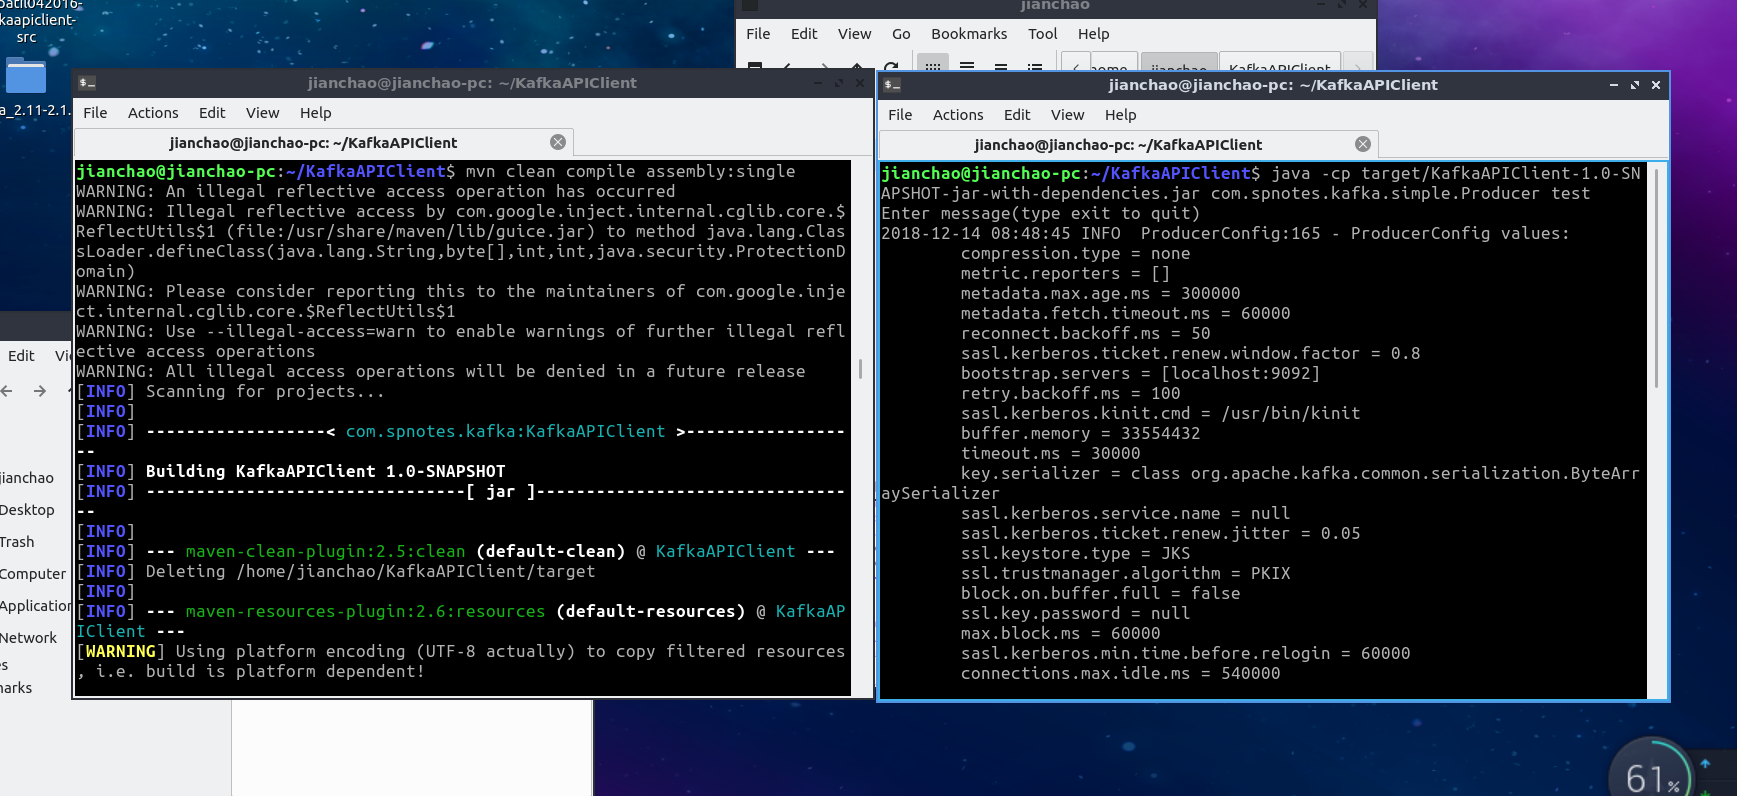 patil042016-
kaapiclient-
src
a_2.11-2.1.
jianchao
File Edit View Go Bookmarks Tool Help
home jianchao KafkaAPIClient
jianchao@jianchao-pc: ~/KafkaAPIClient
File Actions Edit View Help
jianchao@jianchao-pc: ~/KafkaAPIClient
jianchao@jianchao-pc:~/KafkaAPIClient$ mvn clean compile assembly:single
WARNING: An illegal reflective access operation has occurred
WARNING: Illegal reflective access by com.google.inject.internal.cglib.core.$
ReflectUtils$1 (file:/usr/share/maven/lib/guice.jar) to method java.lang.Clas
sLoader.defineClass(java.lang.String,byte[],int,int,java.security.ProtectionD
omain)
WARNING: Please consider reporting this to the maintainers of com.google.inje
ct.internal.cglib.core.$ReflectUtils$1
WARNING: Use --illegal-access=warn to enable warnings of further illegal refl
ective access operations
WARNING: All illegal access operations will be denied in a future release
[INFO] Scanning for projects...
[INFO]
[INFO] ------------------< com.spnotes.kafka:KafkaAPIClient >----------------
--
[INFO] Building KafkaAPIClient 1.0-SNAPSHOT
[INFO] --------------------------------[ jar ]-------------------------------
--
[INFO]
[INFO] --- maven-clean-plugin:2.5:clean (default-clean) @ KafkaAPIClient ---
[INFO] Deleting /home/jianchao/KafkaAPIClient/target
[INFO]
[INFO] --- maven-resources-plugin:2.6:resources (default-resources) @ KafkaAP
IClient ---
[WARNING] Using platform encoding (UTF-8 actually) to copy filtered resources
, i.e. build is platform dependent!
jianchao@jianchao-pc: ~/KafkaAPIClient
File Actions Edit View Help
jianchao@jianchao-pc: ~/KafkaAPIClient
jianchao@jianchao-pc:~/KafkaAPIClient$ java -cp target/KafkaAPIClient-1.0-SN
APSHOT-jar-with-dependencies.jar com.spnotes.kafka.simple.Producer test
Enter message(type exit to quit)
2018-12-14 08:48:45 INFO  ProducerConfig:165 - ProducerConfig values:
compression.type = none
metric.reporters = []
metadata.max.age.ms = 300000
metadata.fetch.timeout.ms = 60000
reconnect.backoff.ms = 50
sasl.kerberos.ticket.renew.window.factor = 0.8
bootstrap.servers = [localhost:9092]
retry.backoff.ms = 100
sasl.kerberos.kinit.cmd = /usr/bin/kinit
buffer.memory = 33554432
timeout.ms = 30000
key.serializer = class org.apache.kafka.common.serialization.ByteArr
aySerializer
sasl.kerberos.service.name = null
sasl.kerberos.ticket.renew.jitter = 0.05
ssl.keystore.type = JKS
ssl.trustmanager.algorithm = PKIX
block.on.buffer.full = false
ssl.key.password = null
max.block.ms = 60000
sasl.kerberos.min.time.before.relogin = 60000
connections.max.idle.ms = 540000
Edit Vi
jianchao
Desktop
Trash
Computer
Application
Network
es
marks
61%